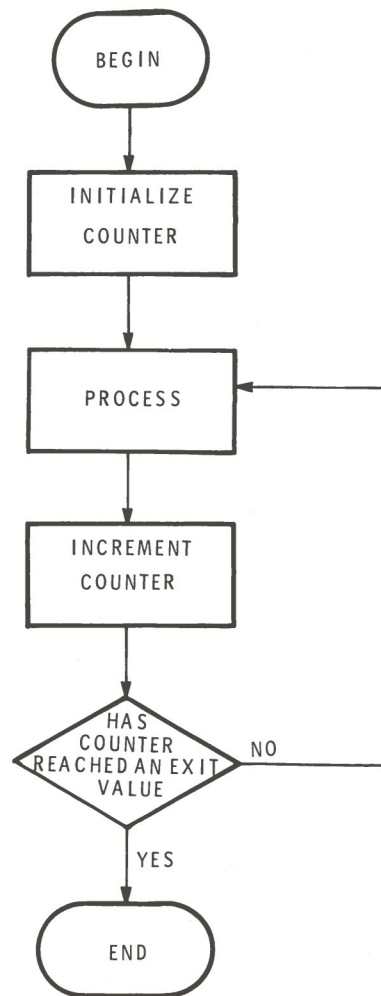 BEGIN
INITIALIZE
COUNTER
PROCESS
INCREMENT
COUNTER
HAS
COUNTER
REACHED AN EXIT
VALUE
NO
YES
END